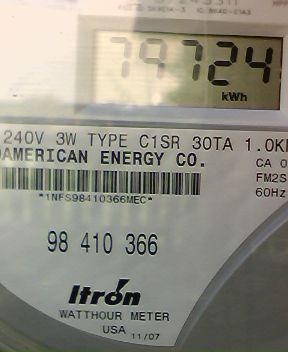 79724
kWh
240V 3W TYPE C1SR 30TA 1.0K
AMERICAN ENERGY CO.
CA 0
FM2S
*1NFS98410366MEC*
60Hz
98 410 366
Itron
WATTHOUR METER
USA 11/07